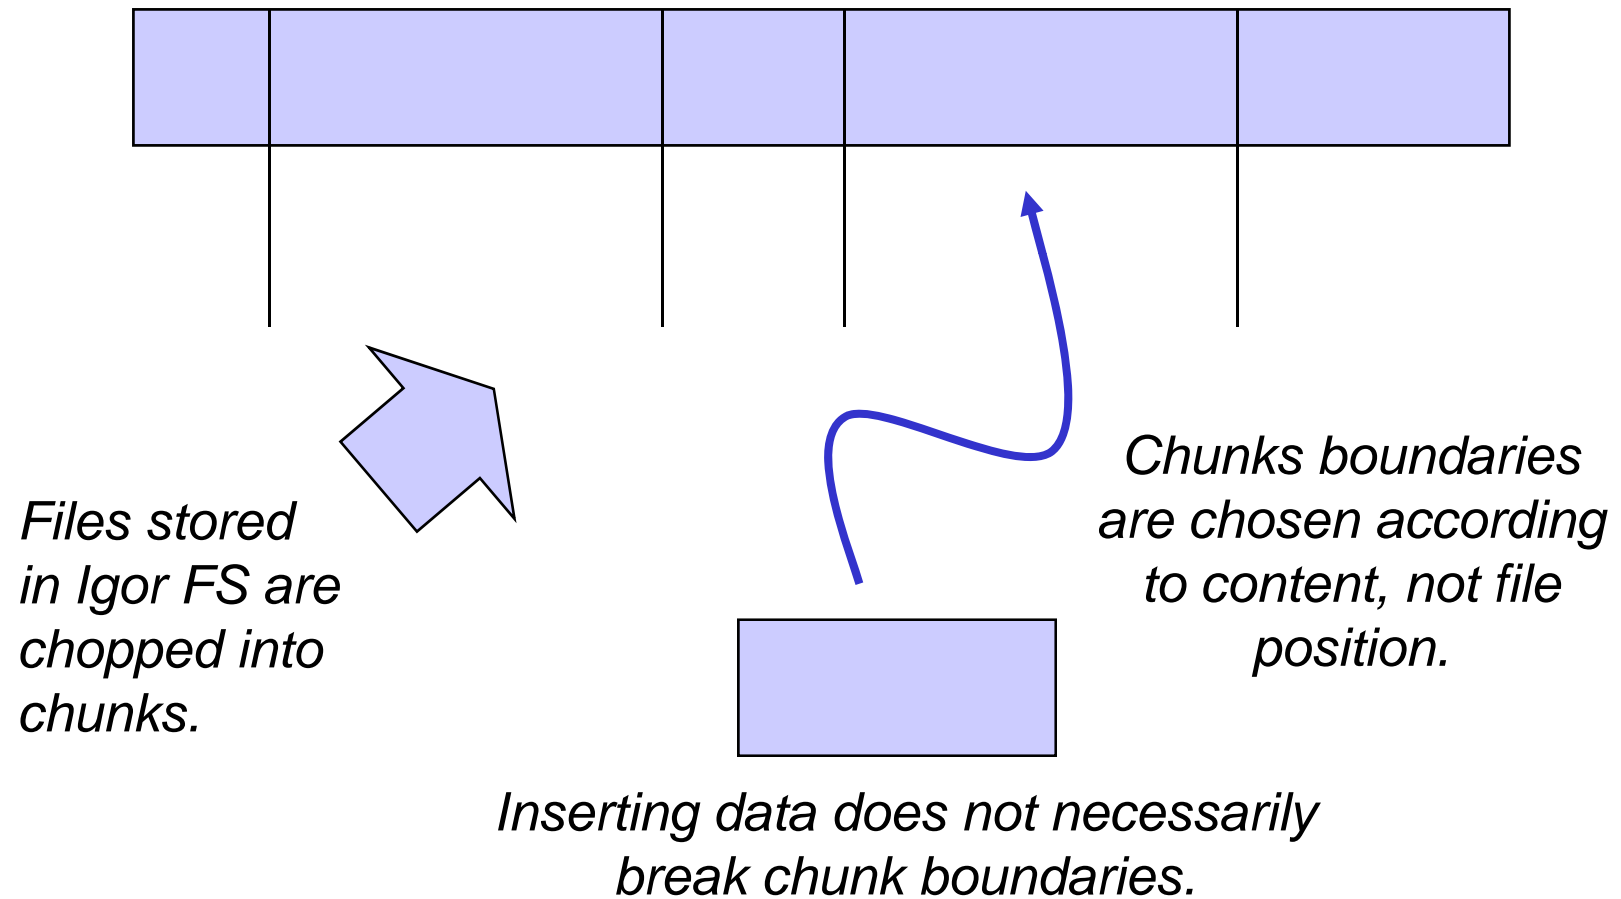 Files stored
in Igor FS are
chopped into
chunks.
Chunks boundaries
are chosen according
to content, not file
position.
Inserting data does not necessarily
break chunk boundaries.